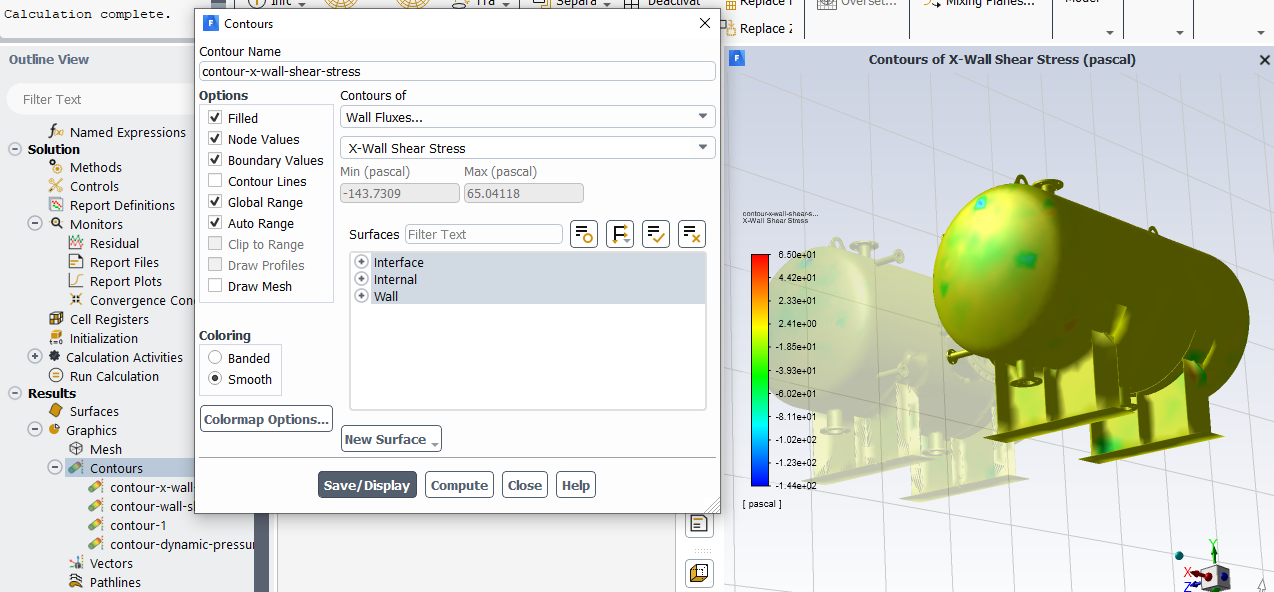 Calculation complete.
Outline View
Filter Text
Named Expressions
Solution
Methods
Controls
Report Definitions
Monitors
Residual
Report Files
Report Plots
Convergence Con
Cell Registers
Initialization
Calculation Activities
Run Calculation
Results
Surfaces
Graphics
Mesh
Contours
contour-x-wall
contour-wall-s
contour-1
contour-dynamic-pressu
Vectors
Pathlines
Separa
Deactivat
Overset...
Mixing Planes...
Replace
Contours
Contour Name
contour-x-wall-shear-stress
Options
Filled
Node Values
Boundary Values
Contour Lines
Global Range
Auto Range
Clip to Range
Draw Profiles
Draw Mesh
Coloring
Banded
Smooth
Colormap Options...
Contours of
Wall Fluxes...
X-Wall Shear Stress
Min (pascal) Max (pascal)
-143.7309 65.04118
Surfaces Filter Text
Interface
Internal
Wall
New Surface
Save/Display Compute Close Help
Contours of X-Wall Shear Stress (pascal)
contour-x-wall-shear-s...
X-Wall Shear Stress
6.50e+01
4.42e+01
2.33e+01
2.41e+00
-1.85e+01
-3.93e+01
-6.02e+01
-8.11e+01
-1.02e+02
-1.23e+02
-1.44e+02
[ pascal ]
Y
X
Z